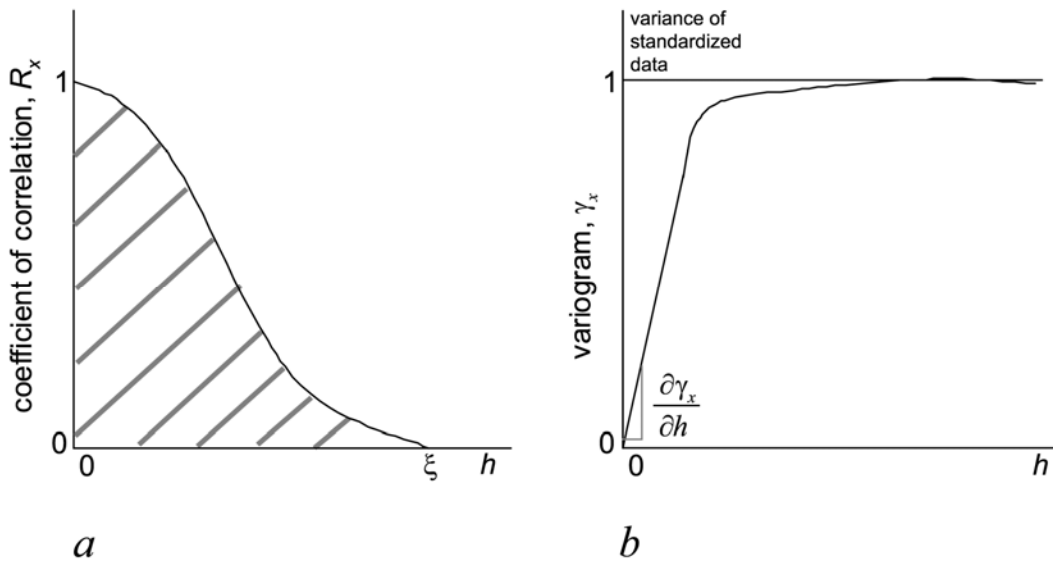 coefficient of correlation, Rₓ
1
0
0
ξ
h
a
variance of
standardized
data
variogram, γₓ
1
0
0
∂γₓ
∂h
h
b